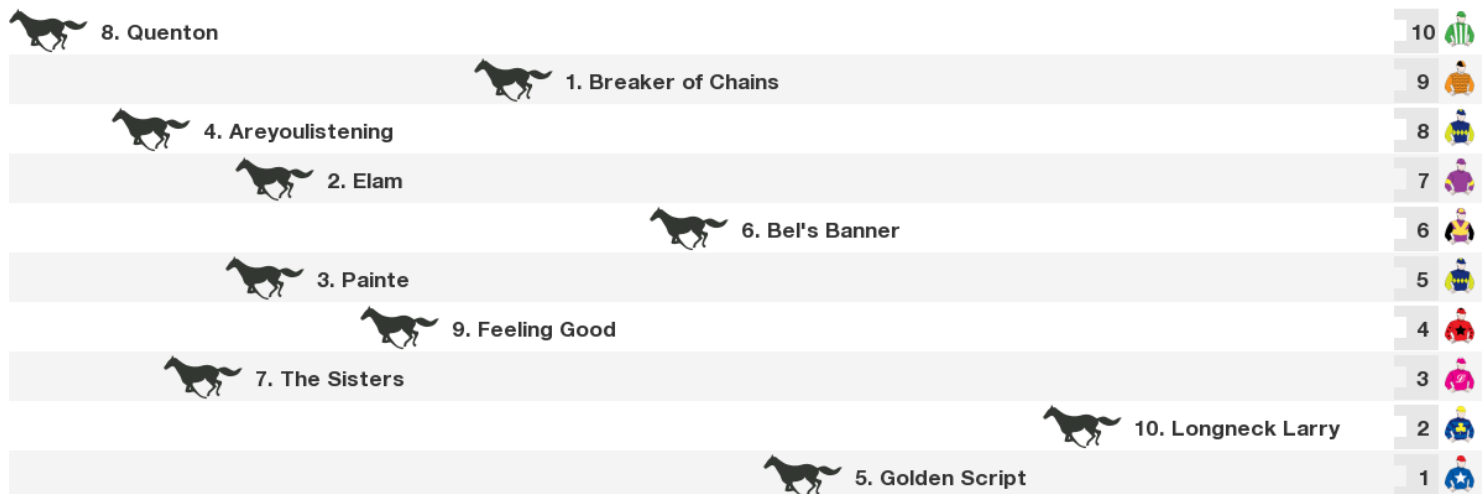 8. Quenton 10
1. Breaker of Chains 9
4. Areyoulistening 8
2. Elam 7
6. Bel's Banner 6
3. Painte 5
9. Feeling Good 4
7. The Sisters 3
10. Longneck Larry 2
5. Golden Script 1